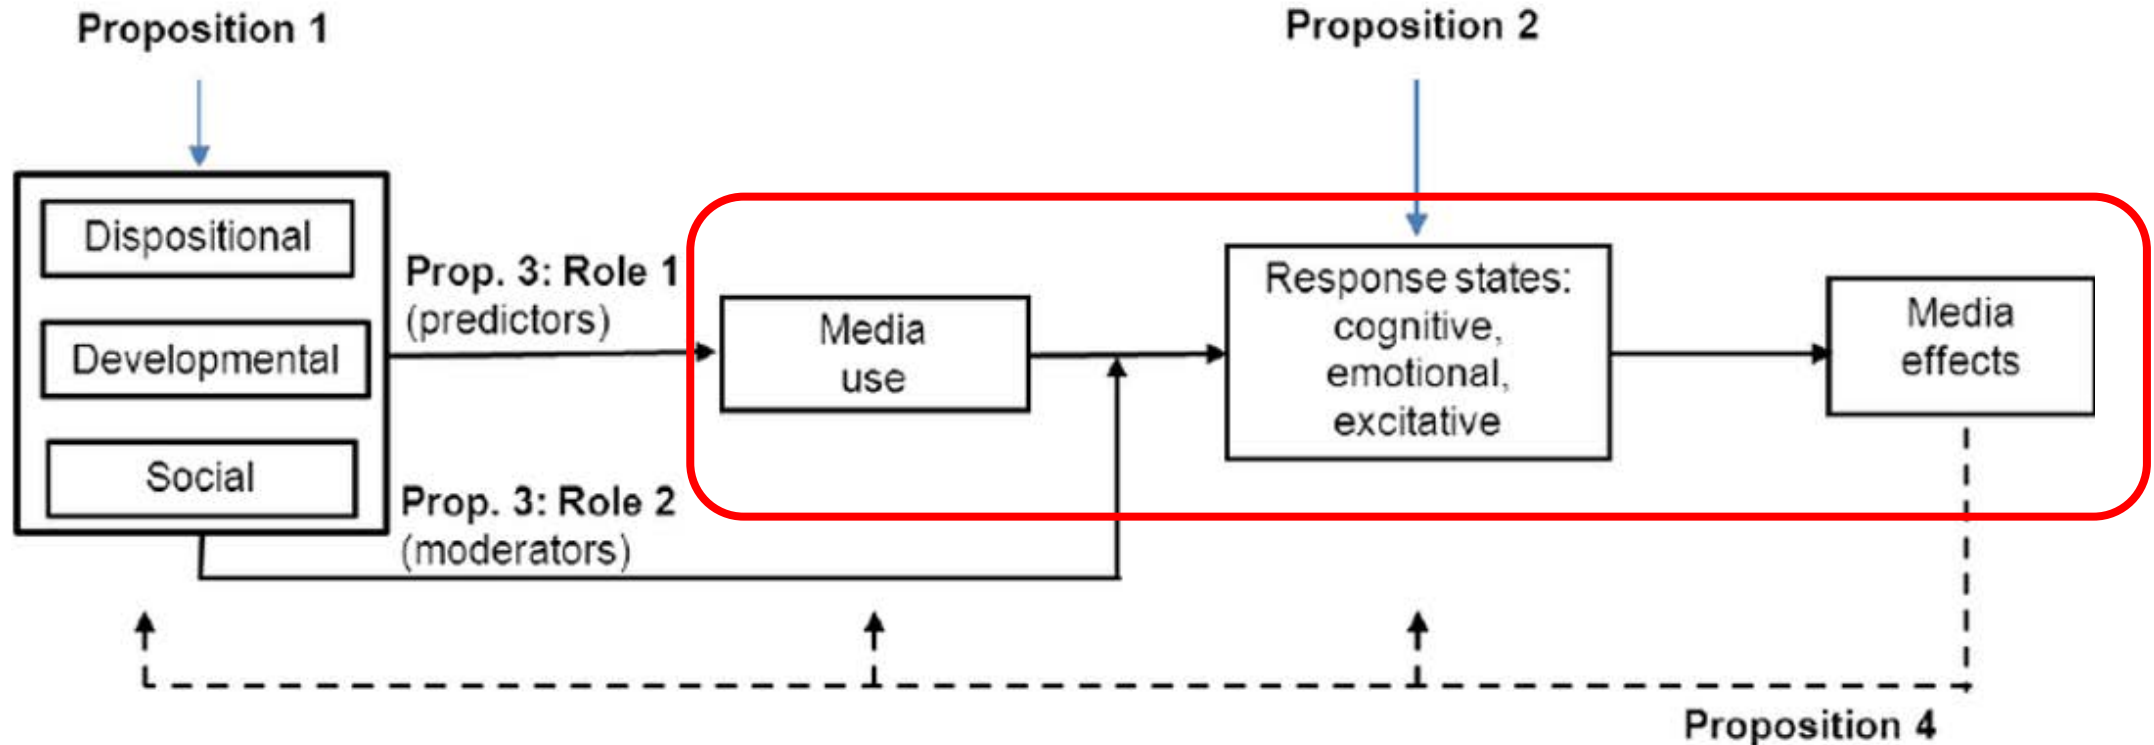 Proposition 1
Proposition 2
Dispositional
Developmental
Social
Prop. 3: Role 1
(predictors)
Prop. 3: Role 2
(moderators)
Media
use
Response states:
cognitive,
emotional,
excitative
Media
effects
Proposition 4